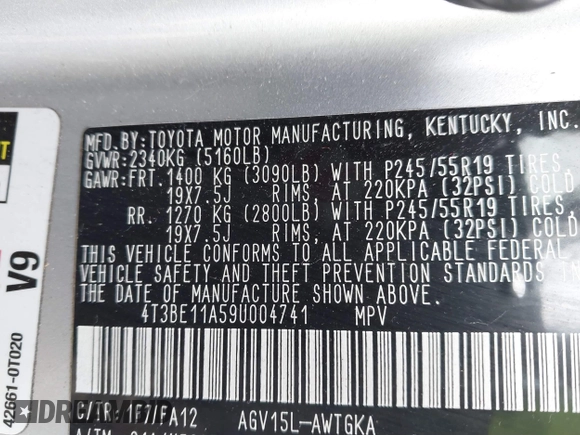 MFD.BY:TOYOTA MOTOR MANUFACTURING, KENTUCKY, INC.
GVWR:2340KG (5160LB)
GAWR:FRT. 1400 KG (3090LB) WITH P245/55R19 TIRES,
19X7.5J RIMS, AT 220KPA (32PSI) COLD
RR. 1270 KG (2800LB) WITH P245/55R19 TIRES,
19X7.5J RIMS, AT 220KPA (32PSI) COLD
THIS VEHICLE CONFORMS TO ALL APPLICABLE FEDERAL
VEHICLE SAFETY AND THEFT PREVENTION STANDARDS
THE DATE OF MANUFACTURE SHOWN ABOVE.
4T3BE11A59U004741 MPV
C/TR:1F7/FA12 AGV15L-AWTGKA
V9
42661-0T020